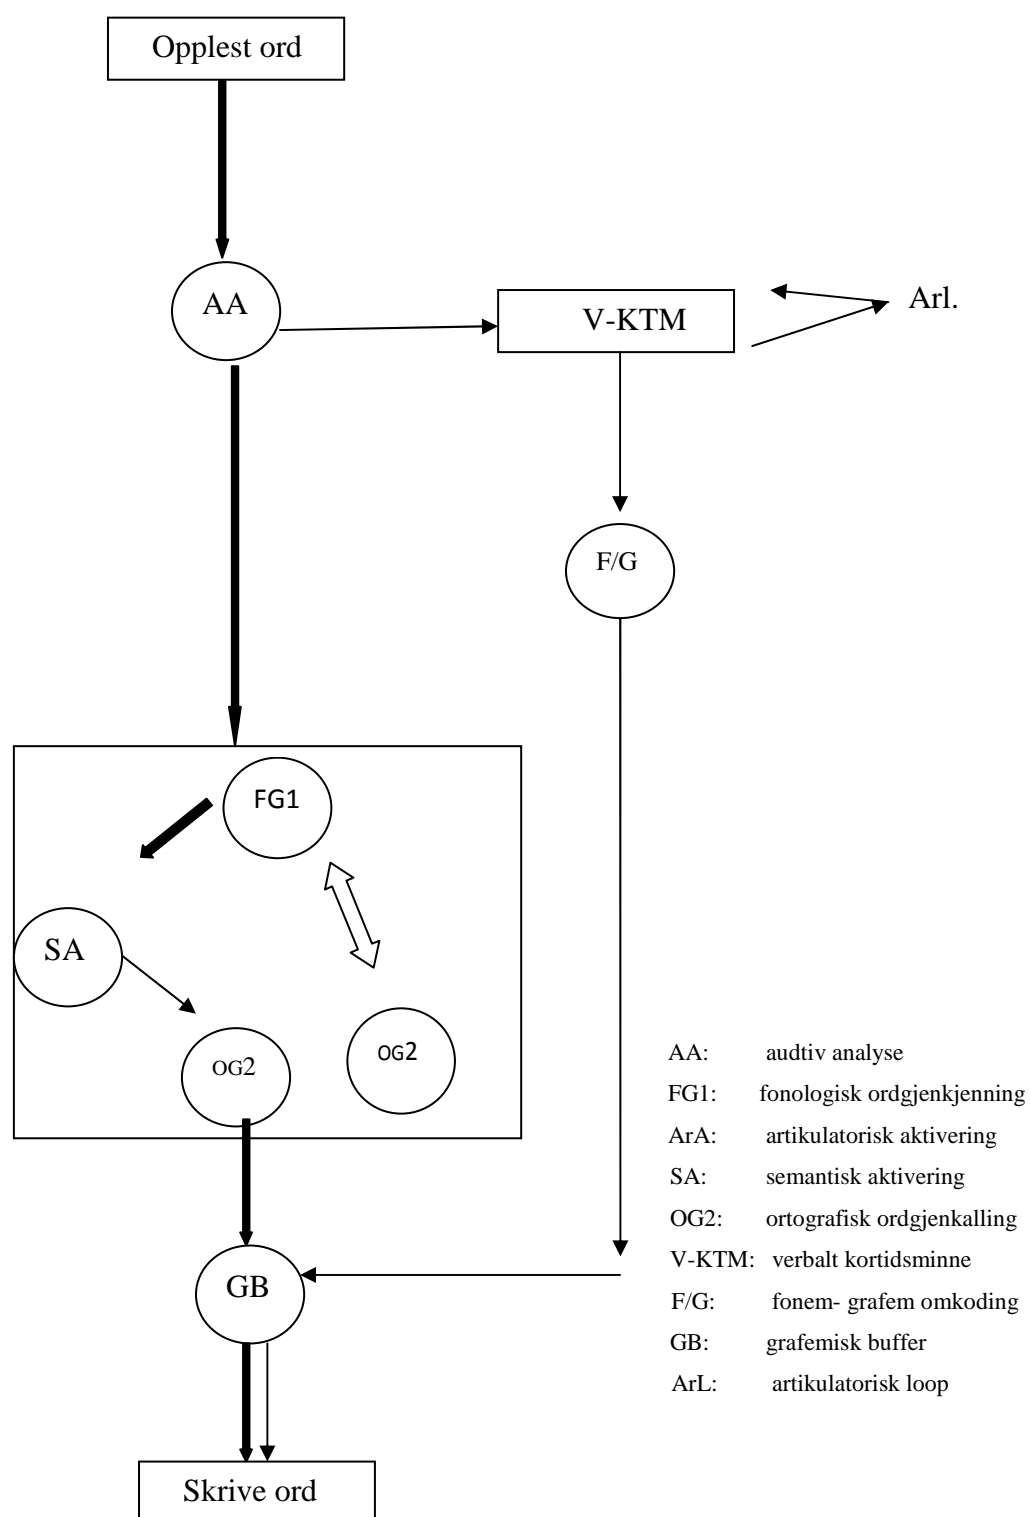 Opplest ord
AA
V-KTM
Arl.
F/G
FG1
SA
OG2
OG2
AA: audtiv analyse
FG1: fonologisk ordgjenkjenning
ArA: artikulatorisk aktivering
SA: semantisk aktivering
OG2: ortografisk ordgjenkalling
V-KTM: verbalt kortidsminne
F/G: fonem- grafem omkoding
GB: grafemisk buffer
ArL: artikulatorisk loop
GB
Skrive ord